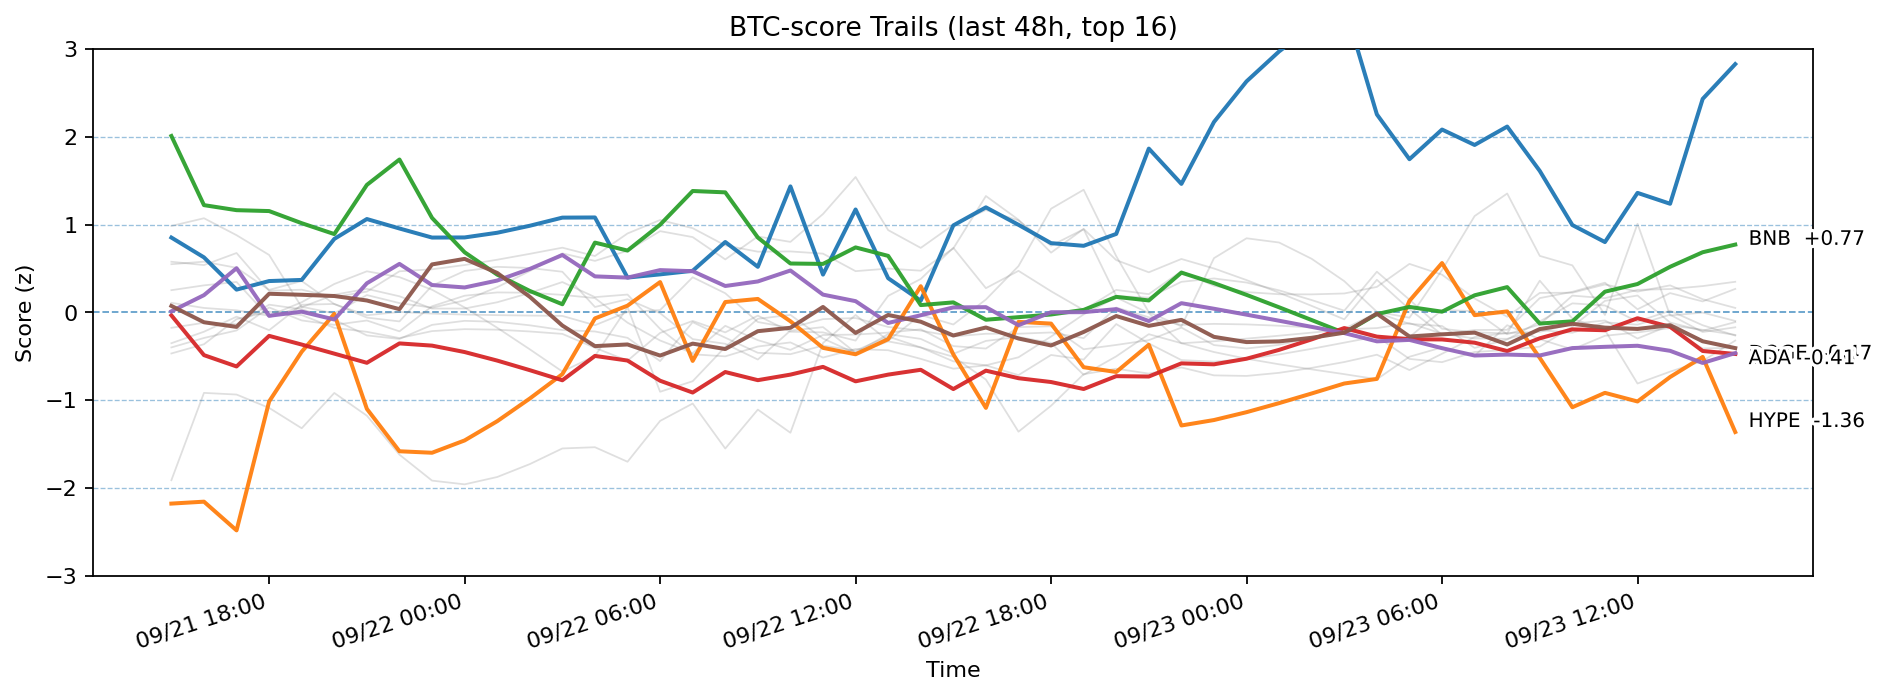 BTC-score Trails (last 48h, top 16)
Score (z)
3
2
1
0
−1
−2
−3
BNB +0.77
ADA -0.41
HYPE -1.36
09/21 18:00
09/22 00:00
09/22 06:00
09/22 12:00
09/22 18:00
09/23 00:00
09/23 06:00
09/23 12:00
Time